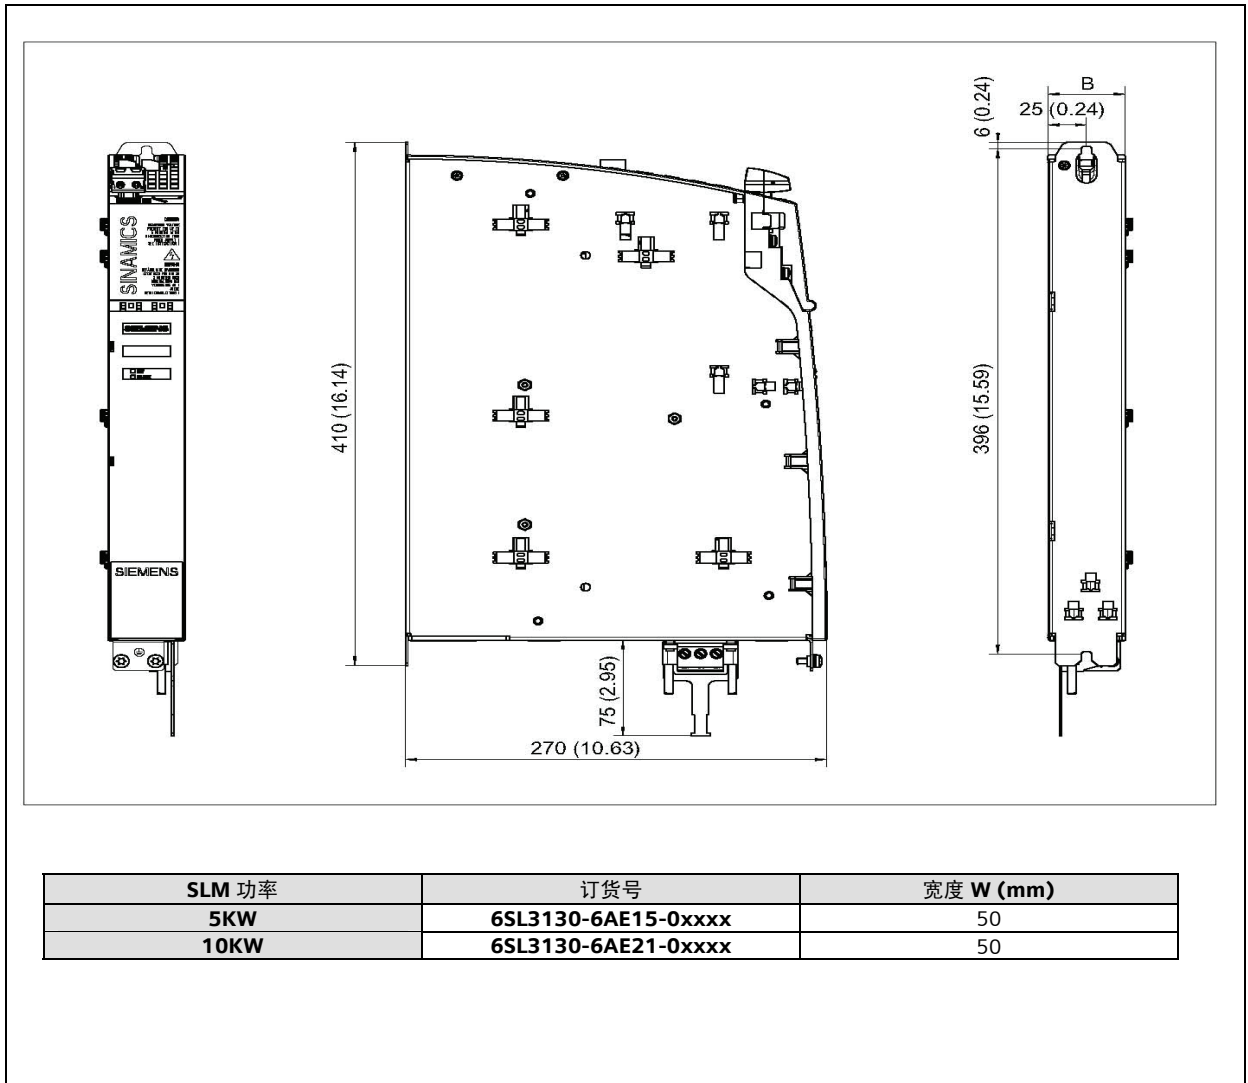 B
25 (0.24)
6 (0.24)
SINAMICS
410 (16.14)
396 (15.59)
SIEMENS
75 (2.95)
270 (10.63)
SLM 功率 订货号 宽度 W (mm)
5KW 6SL3130-6AE15-0xxxx 50
10KW 6SL3130-6AE21-0xxxx 50